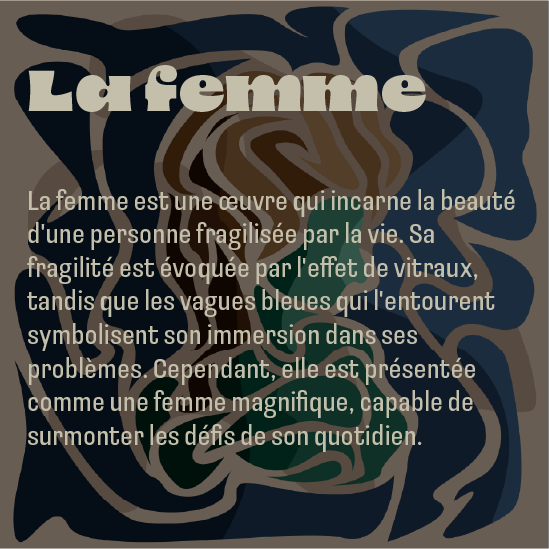 La femme
La femme est une œuvre qui incarne la beauté
d'une personne fragilisée par la vie. Sa
fragilité est évoquée par l'effet de vitraux,
tandis que les vagues bleues qui l'entourent
symbolisent son immersion dans ses
problèmes. Cependant, elle est présentée
comme une femme magnifique, capable de
surmonter les défis de son quotidien.